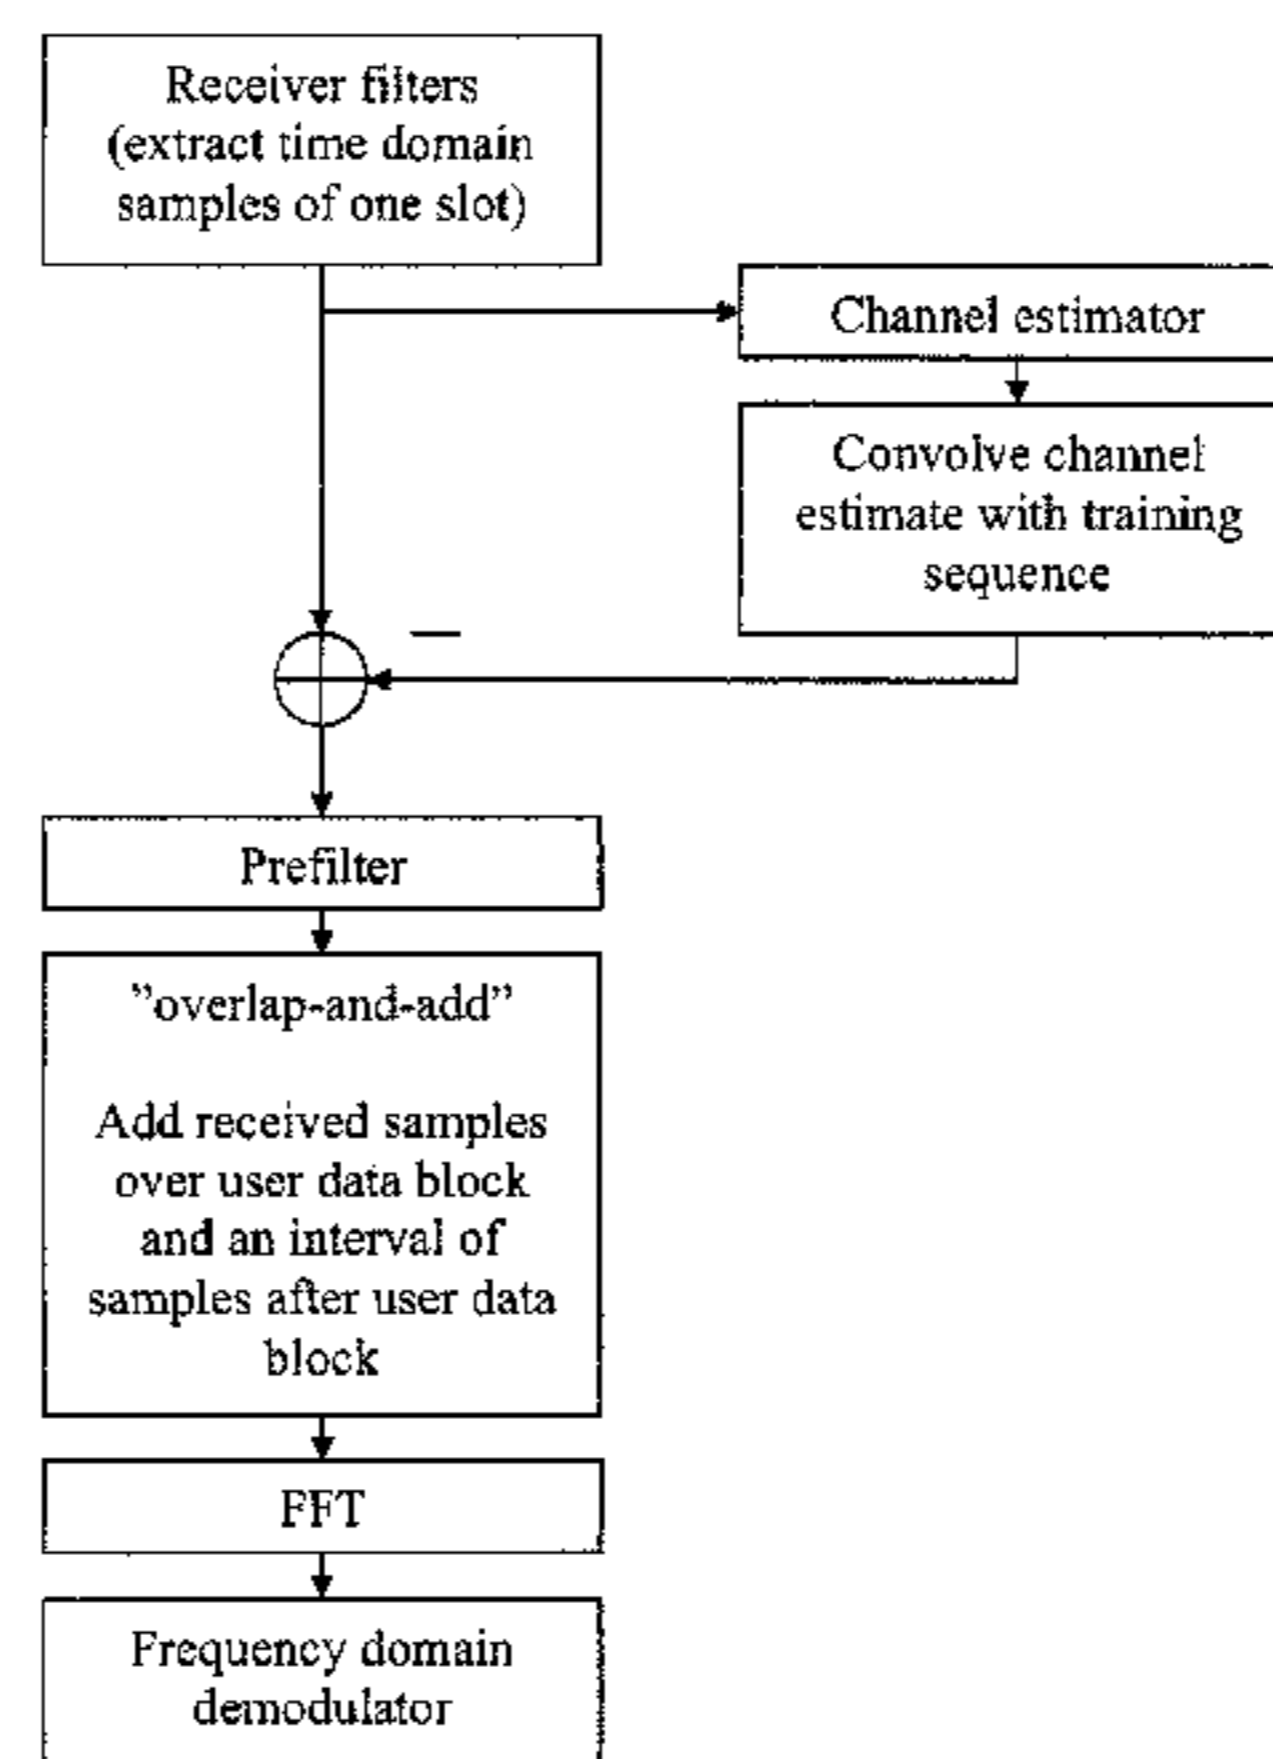 Receiver filters
(extract time domain
samples of one slot)
Channel estimator
Convolve channel
estimate with training
sequence
—
Prefilter
”overlap-and-add”
Add received samples
over user data block
and an interval of
samples after user data
block
FFT
Frequency domain
demodulator